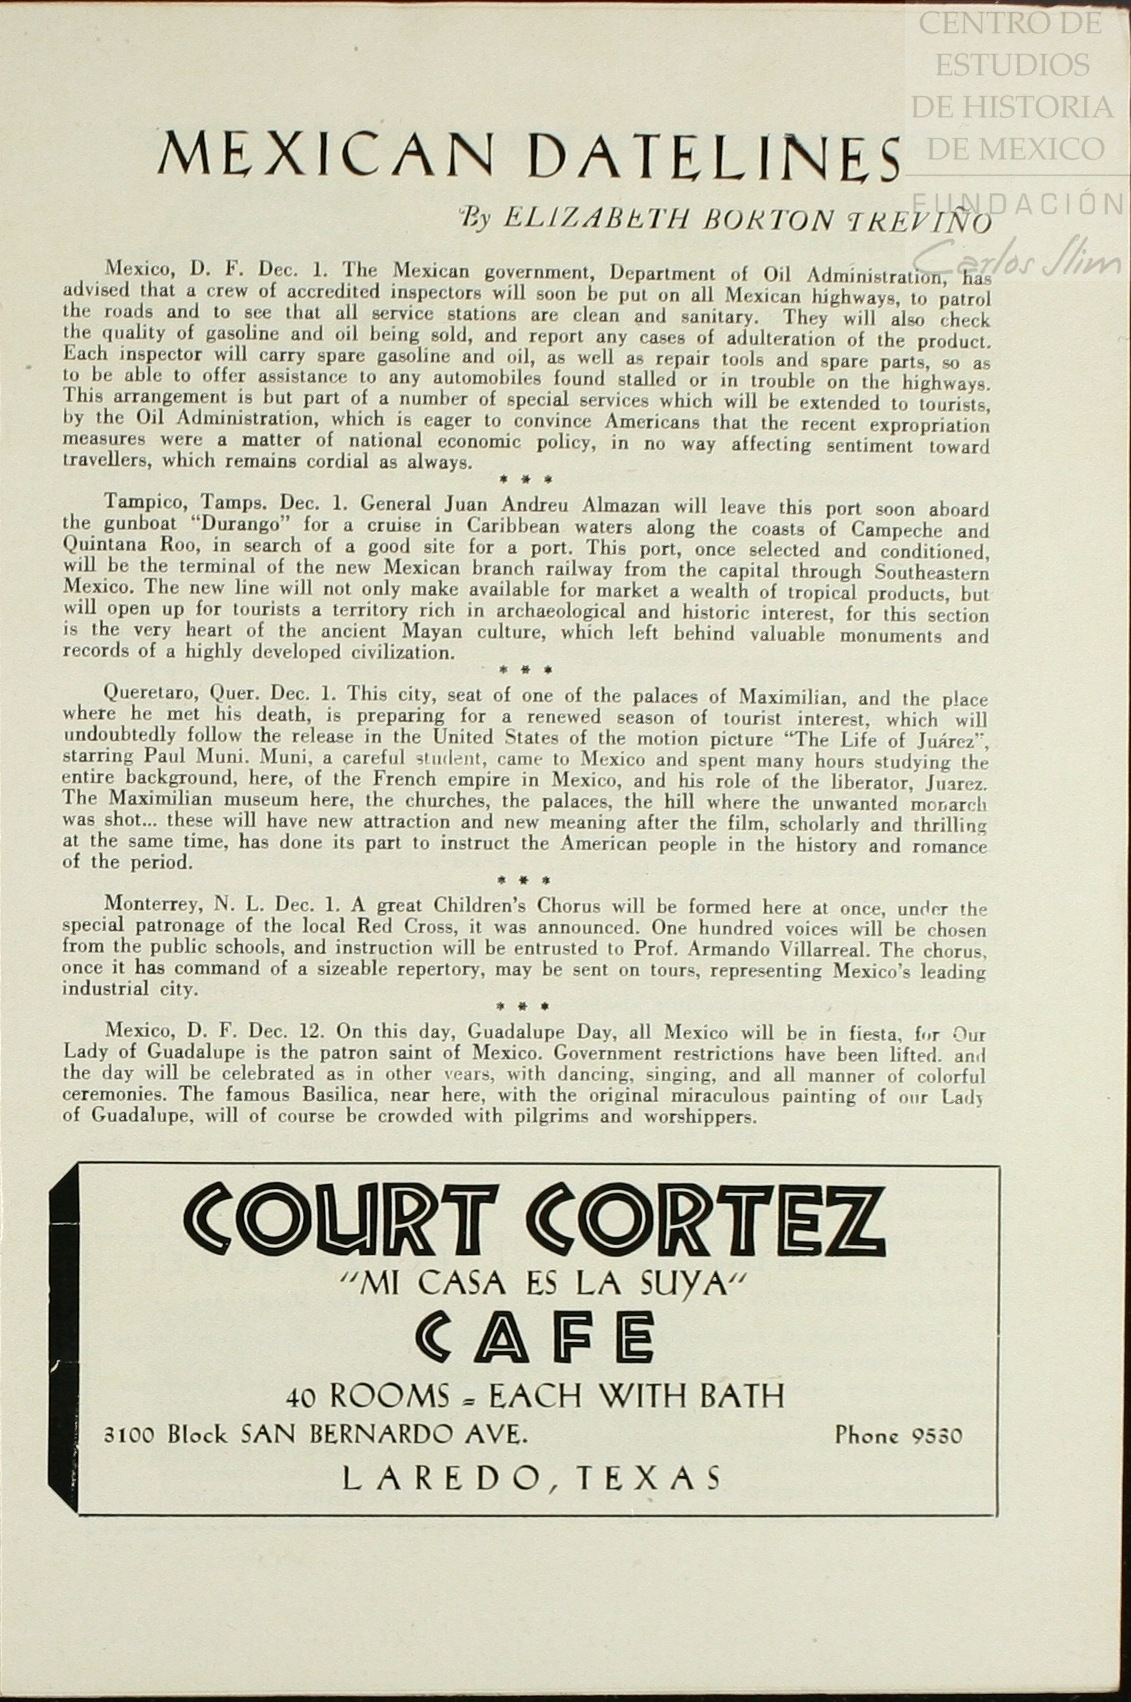 CENTRO DE
ESTUDIOS
DE HISTORIA
DE MEXICO
FUNDACIÓN
Carlos Slim
MEXICAN DATELINES
By ELIZABETH BORTON TREVIÑO
Mexico, D. F. Dec. 1. The Mexican government, Department of Oil Administration, has
advised that a crew of accredited inspectors will soon be put on all Mexican highways, to patrol
the roads and to see that all service stations are clean and sanitary. They will also check
the quality of gasoline and oil being sold, and report any cases of adulteration of the product.
Each inspector will carry spare gasoline and oil, as well as repair tools and spare parts, so as
to be able to offer assistance to any automobiles found stalled or in trouble on the highways.
This arrangement is but part of a number of special services which will be extended to tourists,
by the Oil Administration, which is eager to convince Americans that the recent expropriation
measures were a matter of national economic policy, in no way affecting sentiment toward
travellers, which remains cordial as always.
* * *
Tampico, Tamps. Dec. 1. General Juan Andreu Almazan will leave this port soon aboard
the gunboat "Durango" for a cruise in Caribbean waters along the coasts of Campeche and
Quintana Roo, in search of a good site for a port. This port, once selected and conditioned,
will be the terminal of the new Mexican branch railway from the capital through Southeastern
Mexico. The new line will not only make available for market a wealth of tropical products, but
will open up for tourists a territory rich in archaeological and historic interest, for this section
is the very heart of the ancient Mayan culture, which left behind valuable monuments and
records of a highly developed civilization.
* * *
Queretaro, Quer. Dec. 1. This city, seat of one of the palaces of Maximilian, and the place
where he met his death, is preparing for a renewed season of tourist interest, which will
undoubtedly follow the release in the United States of the motion picture "The Life of Juárez",
starring Paul Muni. Muni, a careful student, came to Mexico and spent many hours studying the
entire background, here, of the French empire in Mexico, and his role of the liberator, Juarez.
The Maximilian museum here, the churches, the palaces, the hill where the unwanted monarch
was shot... these will have new attraction and new meaning after the film, scholarly and thrilling
at the same time, has done its part to instruct the American people in the history and romance
of the period.
* * *
Monterrey, N. L. Dec. 1. A great Children's Chorus will be formed here at once, under the
special patronage of the local Red Cross, it was announced. One hundred voices will be chosen
from the public schools, and instruction will be entrusted to Prof. Armando Villarreal. The chorus,
once it has command of a sizeable repertory, may be sent on tours, representing Mexico's leading
industrial city.
* * *
Mexico, D. F. Dec. 12. On this day, Guadalupe Day, all Mexico will be in fiesta, for Our
Lady of Guadalupe is the patron saint of Mexico. Government restrictions have been lifted. and
the day will be celebrated as in other years, with dancing, singing, and all manner of colorful
ceremonies. The famous Basilica, near here, with the original miraculous painting of our Lady
of Guadalupe, will of course be crowded with pilgrims and worshippers.
COURT CORTEZ
"MI CASA ES LA SUYA"
CAFE
40 ROOMS = EACH WITH BATH
3100 Block SAN BERNARDO AVE. Phone 9530
LAREDO, TEXAS